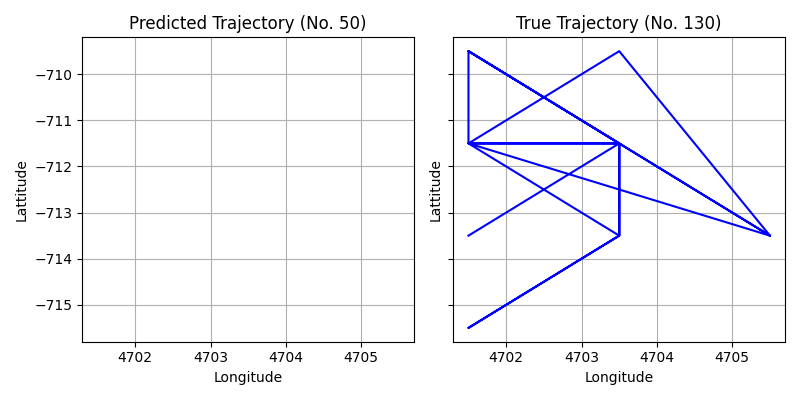 Predicted Trajectory (No. 50)
True Trajectory (No. 130)
−710
−711
−712
−713
−714
−715
Lattitude
Lattitude
4702 4703 4704 4705
4702 4703 4704 4705
Longitude
Longitude